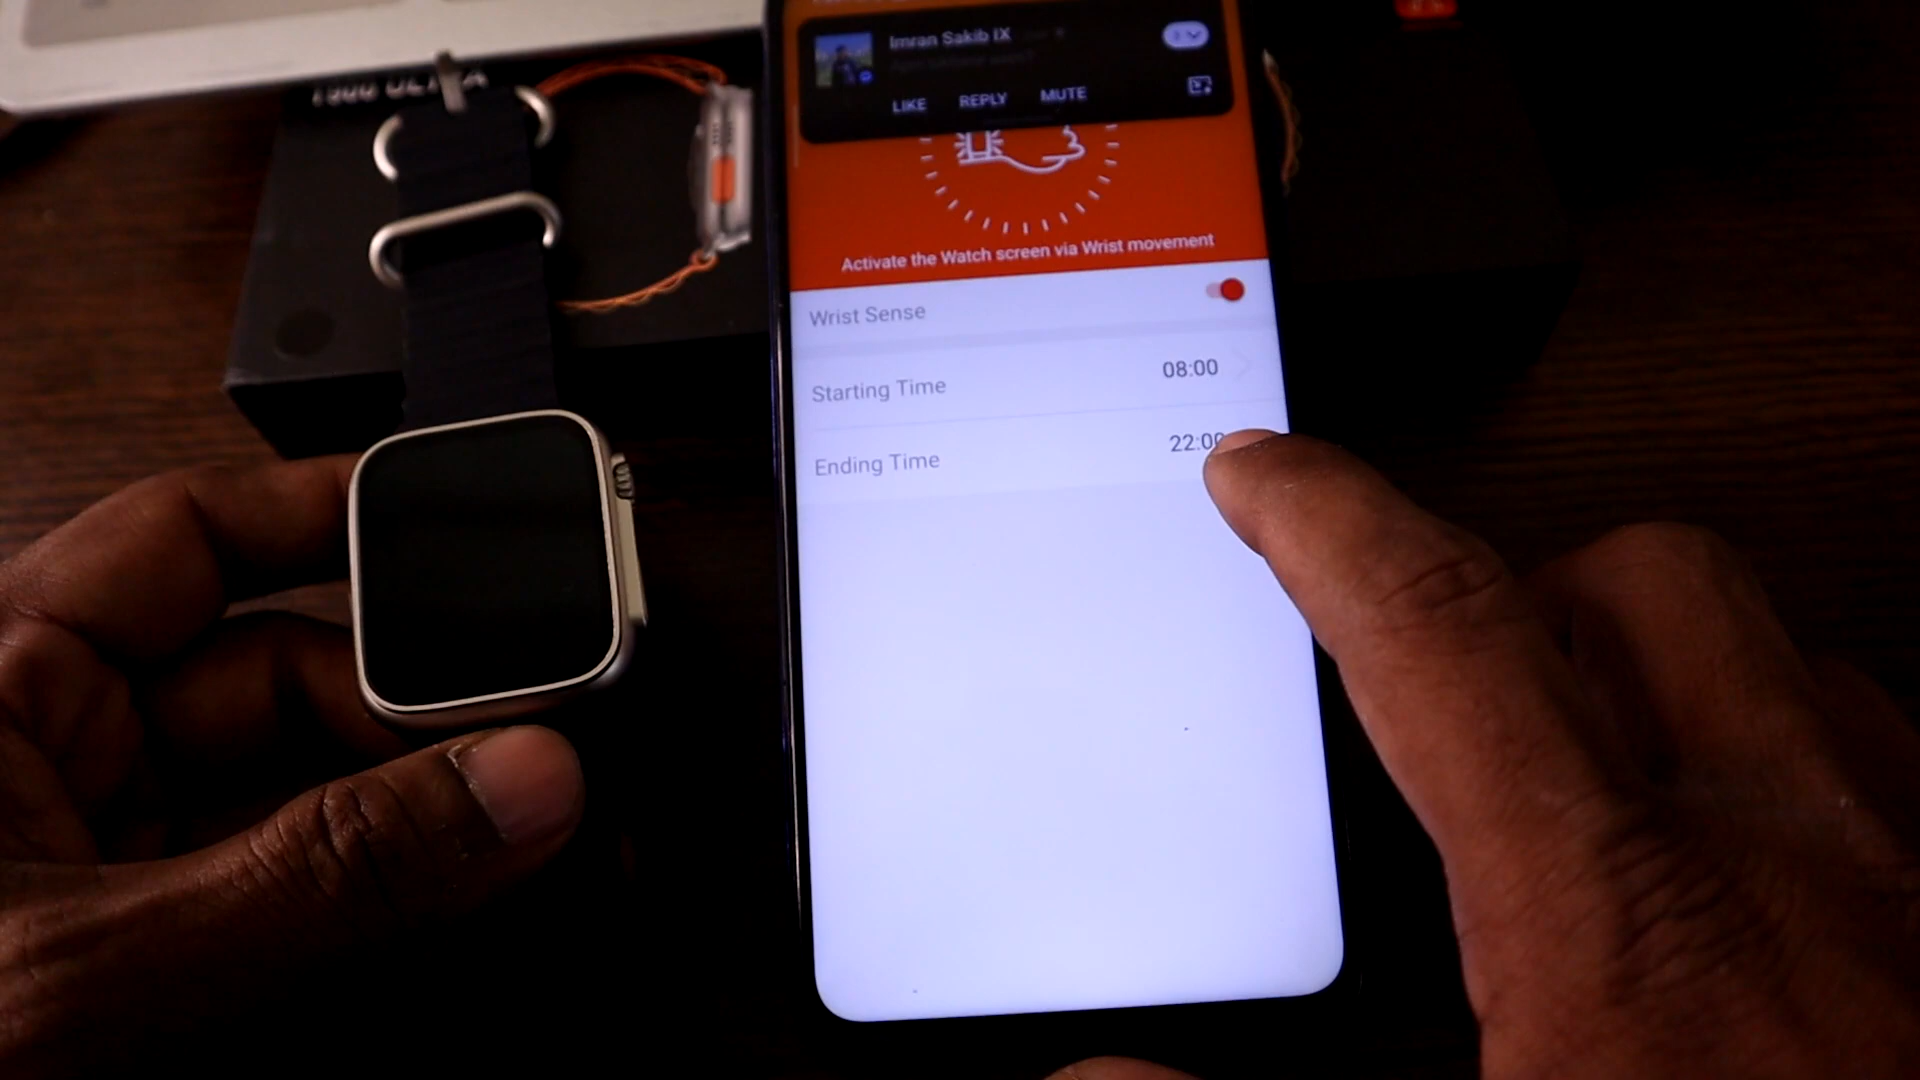 Imran Sakib IX
LIKE REPLY MUTE
Activate the Watch screen via Wrist movement
Wrist Sense
Starting Time 08:00
Ending Time 22:00